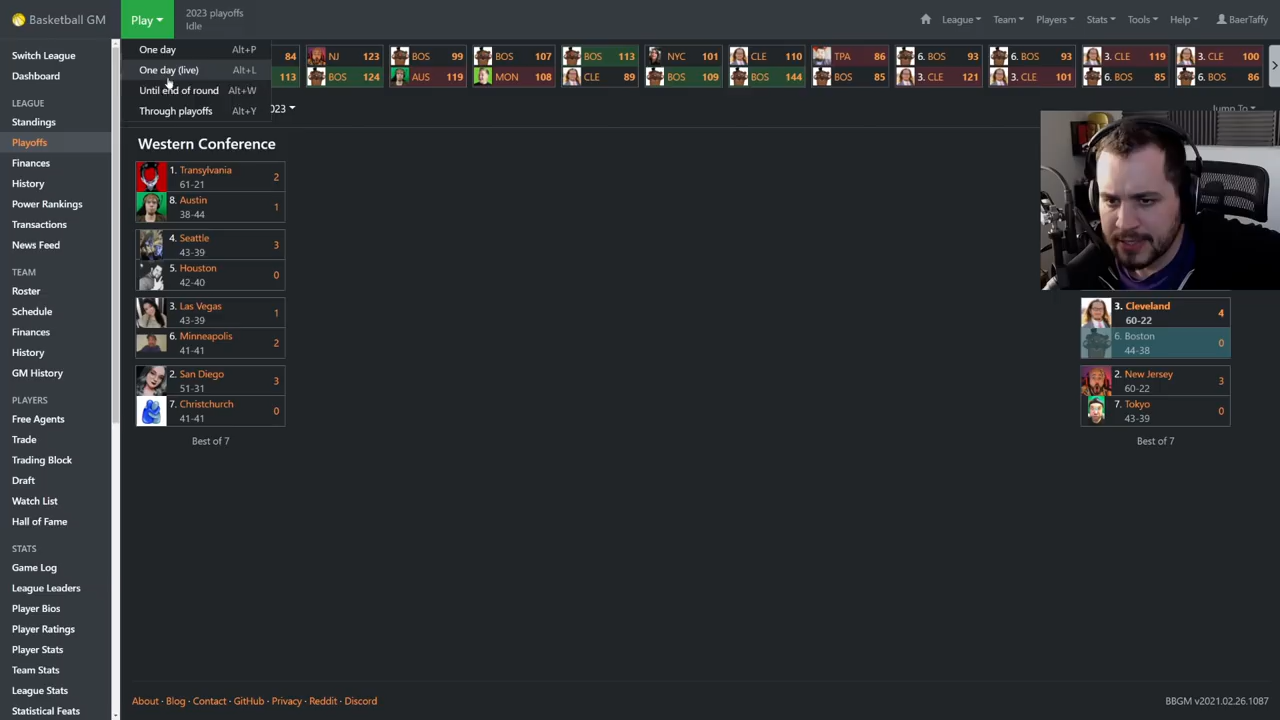 Basketball GM
Play
2023 playoffs
Idle
League
Team
Players
Stats
Tools
Help
BaerTaffy
One day Alt+P
One day (live) Alt+L
Until end of round Alt+W
Through playoffs Alt+Y
84
113
NJ 123
BOS 124
BOS 99
AUS 119
BOS 107
MON 108
BOS 113
CLE 89
NYC 101
BOS 109
CLE 110
BOS 144
TPA 86
BOS 85
6. BOS 93
3. CLE 121
6. BOS 93
3. CLE 101
3. CLE 119
6. BOS 85
3. CLE 100
6. BOS 86
023
Jump To
Switch League
Dashboard
LEAGUE
Standings
Playoffs
Finances
History
Power Rankings
Transactions
News Feed
TEAM
Roster
Schedule
Finances
History
GM History
PLAYERS
Free Agents
Trade
Trading Block
Draft
Watch List
Hall of Fame
STATS
Game Log
League Leaders
Player Bios
Player Ratings
Player Stats
Team Stats
League Stats
Statistical Feats
Western Conference
1. Transylvania 2
61-21
8. Austin 1
38-44
4. Seattle 3
43-39
5. Houston 0
42-40
3. Las Vegas 1
43-39
6. Minneapolis 2
41-41
2. San Diego 3
51-31
7. Christchurch 0
41-41
Best of 7
3. Cleveland 4
60-22
6. Boston 0
44-38
2. New Jersey 3
60-22
7. Tokyo 0
43-39
Best of 7
About · Blog · Contact · GitHub · Privacy · Reddit · Discord
BBGM v2021.02.26.1087